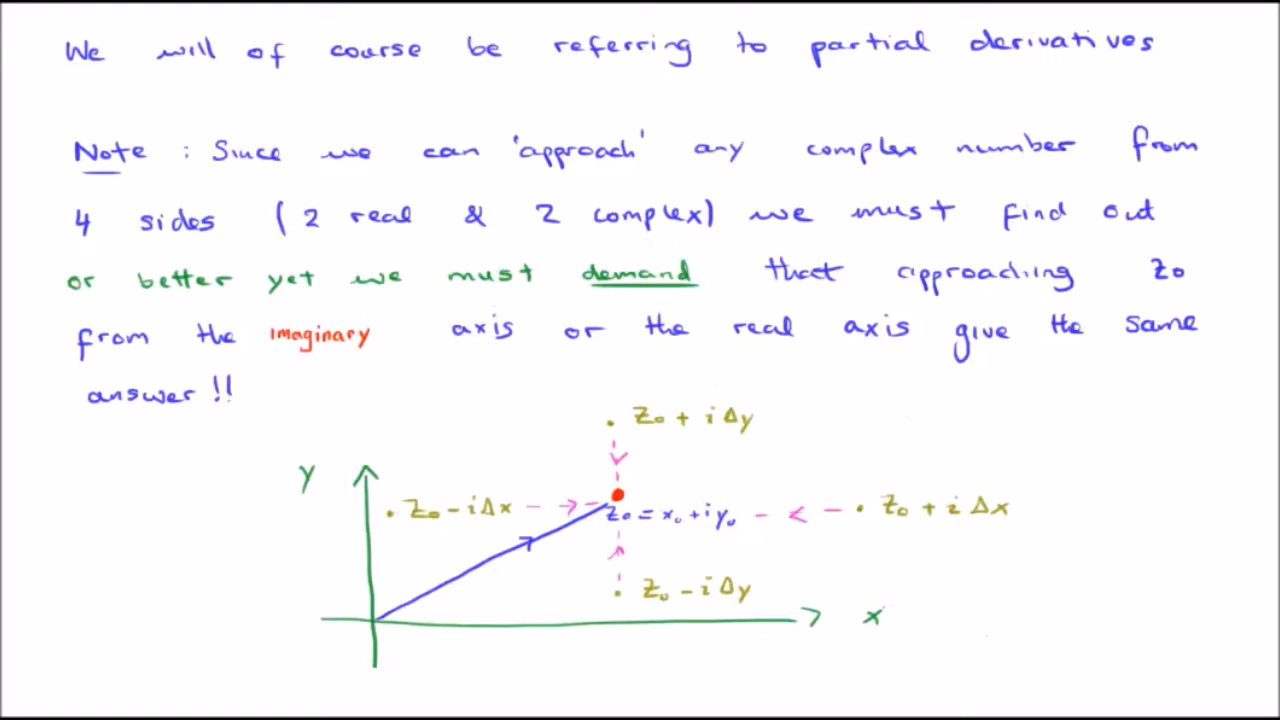 We will of course be referring to partial derivatives
Note : Since we can 'approach' any complex number from
4 sides (2 real & 2 complex) we must find out
or better yet we must demand that approaching Z₀
from the imaginary axis or the real axis give the same
answer !!
Z₀ + iΔy
y
Z₀ - iΔx
Z₀ = x₀ + iy₀
Z₀ + iΔx
Z₀ - iΔy
x